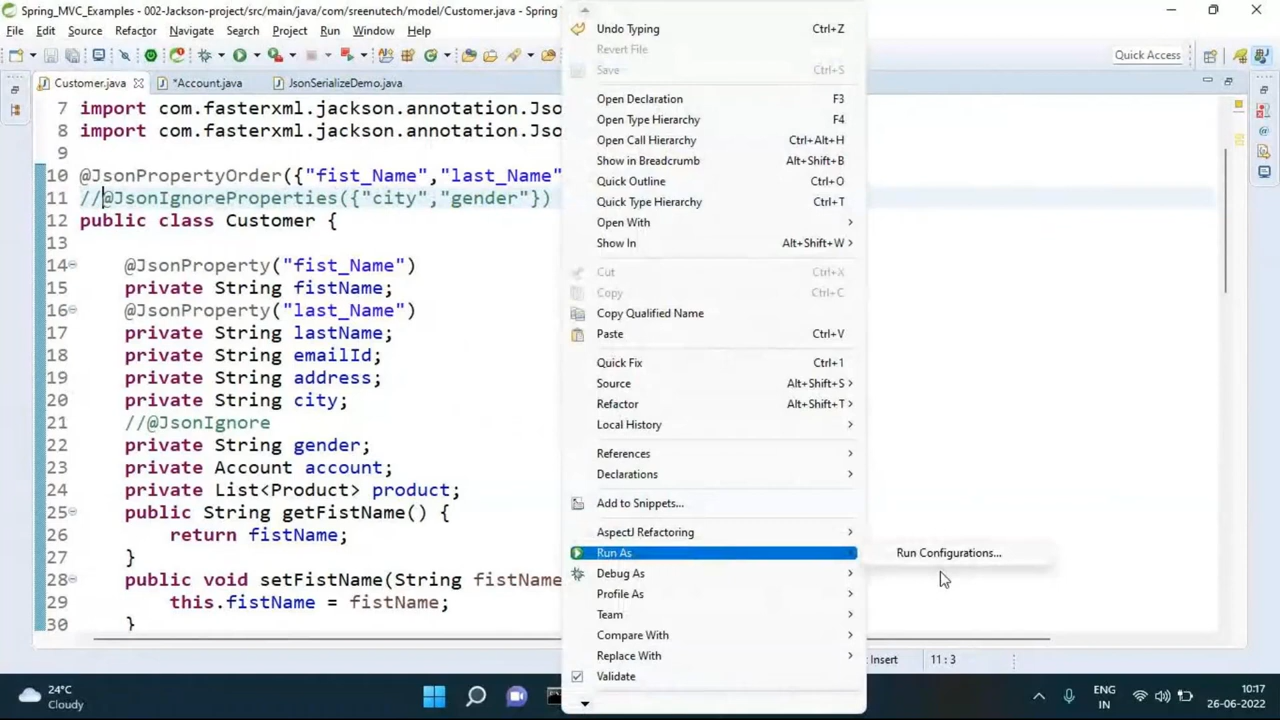 Spring_MVC_Examples - 002-Jackson-project/src/main/java/com/sreenutech/model/Customer.java - Spring
File Edit Source Refactor Navigate Search Project Run Window Help
Quick Access
Customer.java *Account.java JsonSerializeDemo.java
7 import com.fasterxml.jackson.annotation.Jso
8 import com.fasterxml.jackson.annotation.Jso
9
10 @JsonPropertyOrder({"fist_Name","last_Name"
11 //@JsonIgnoreProperties({"city","gender"})
12 public class Customer {
13
14 @JsonProperty("fist_Name")
15 private String fistName;
16 @JsonProperty("last_Name")
17 private String lastName;
18 private String emailId;
19 private String address;
20 private String city;
21 //@JsonIgnore
22 private String gender;
23 private Account account;
24 private List<Product> product;
25 public String getFistName() {
26 return fistName;
27 }
28 public void setFistName(String fistName)
29 this.fistName = fistName;
30 }
Undo Typing Ctrl+Z
Revert File
Save Ctrl+S
Open Declaration F3
Open Type Hierarchy F4
Open Call Hierarchy Ctrl+Alt+H
Show in Breadcrumb Alt+Shift+B
Quick Outline Ctrl+O
Quick Type Hierarchy Ctrl+T
Open With
Show In Alt+Shift+W
Cut Ctrl+X
Copy Ctrl+C
Copy Qualified Name
Paste Ctrl+V
Quick Fix Ctrl+1
Source Alt+Shift+S
Refactor Alt+Shift+T
Local History
References
Declarations
Add to Snippets...
AspectJ Refactoring
Run As
Run Configurations...
Debug As
Profile As
Team
Compare With
Replace With
Validate
Insert 11 : 3
24°C
Cloudy
ENG
IN
10:17
26-06-2022